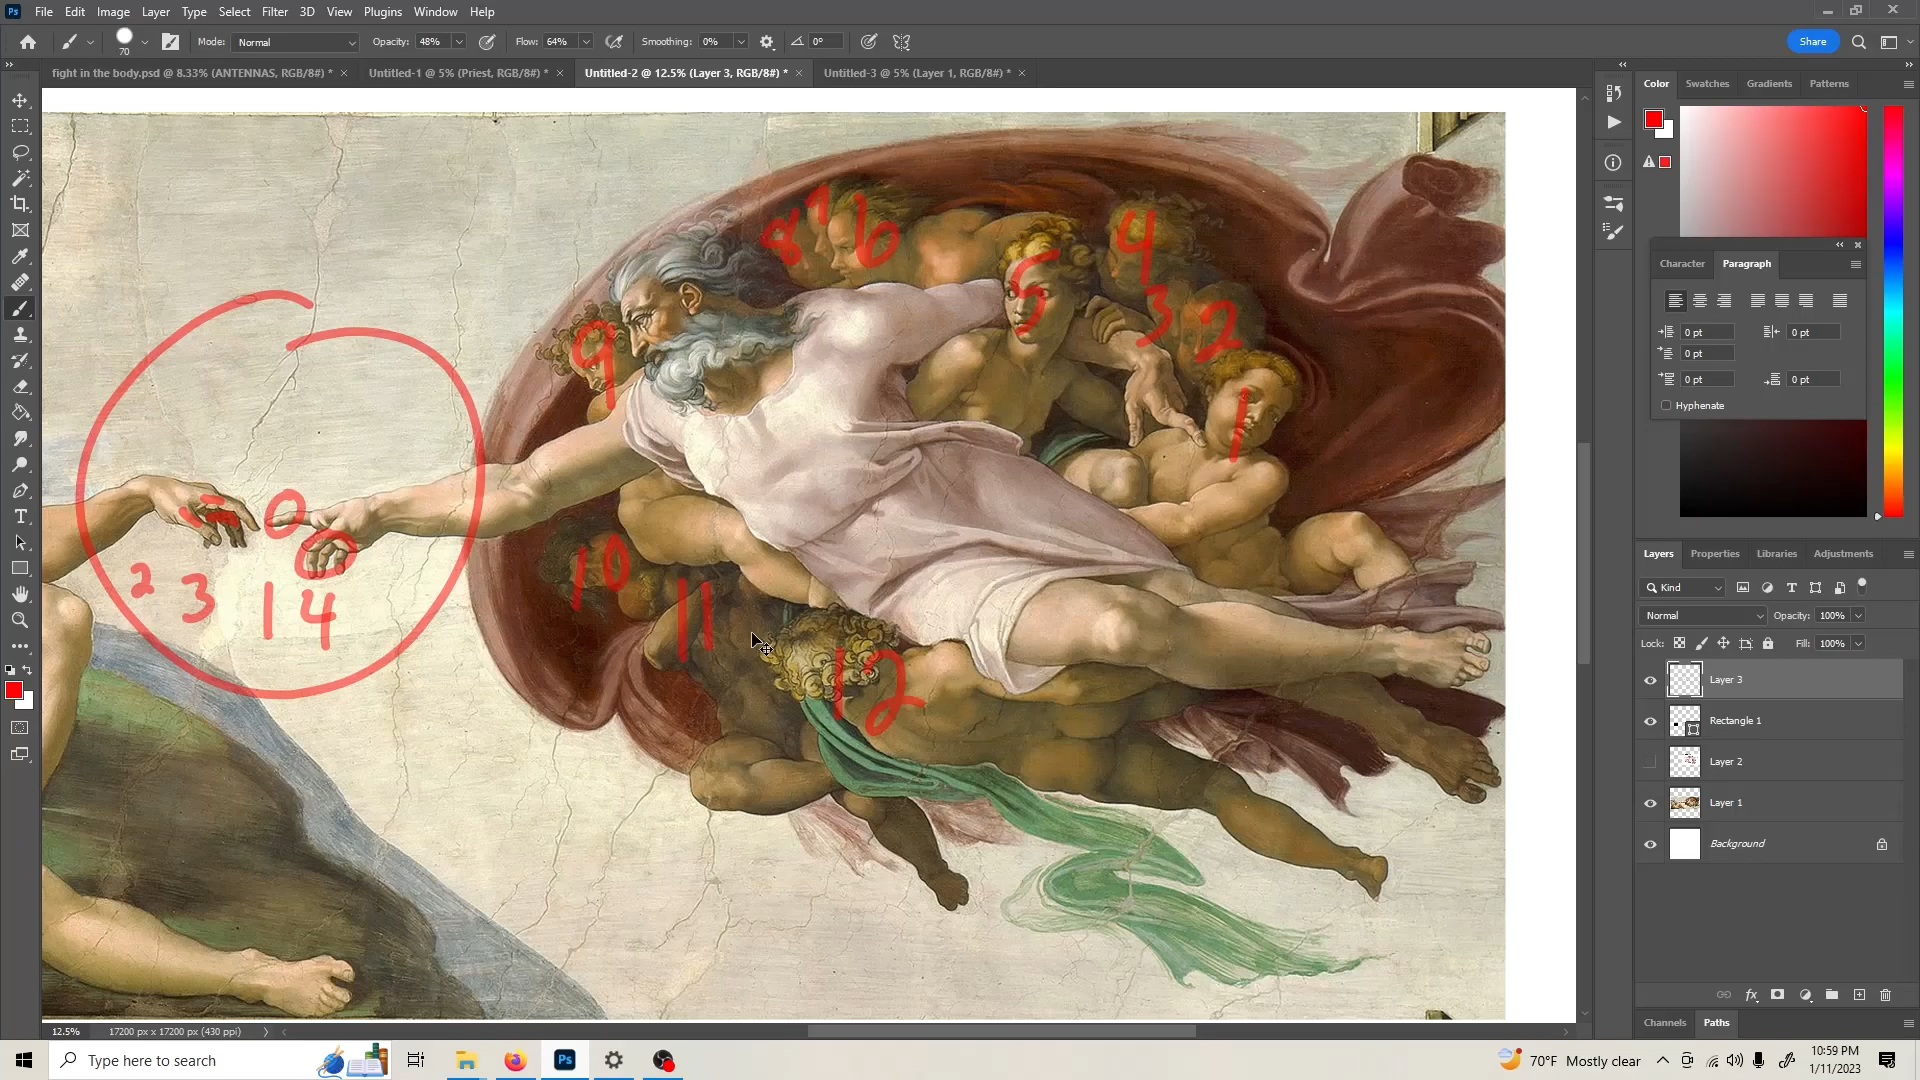 Ps File Edit Image Layer Type Select Filter 3D View Plugins Window Help
70 Mode: Normal Opacity: 48% Flow: 64% Smoothing: 0% 0° Share
fight in the body.psd @ 8.33% (ANTENNAS, RGB/8#) * × Untitled-1 @ 5% (Priest, RGB/8#) * × Untitled-2 @ 12.5% (Layer 3, RGB/8#) * × Untitled-3 @ 5% (Layer 1, RGB/8#) * ×
Color Swatches Gradients Patterns
8 7 6 4
5
3 2
9
1
10
11
12
2 3 14
Character Paragraph
0 pt 0 pt
0 pt
0 pt 0 pt
Hyphenate
Layers Properties Libraries Adjustments
Kind
Normal Opacity: 100%
Lock: Fill: 100%
Layer 3
Rectangle 1
Layer 2
Layer 1
Background
fx
Channels Paths
12.5% 17200 px x 17200 px (430 ppi)
Type here to search
Ps
70°F Mostly clear
10:59 PM
1/11/2023